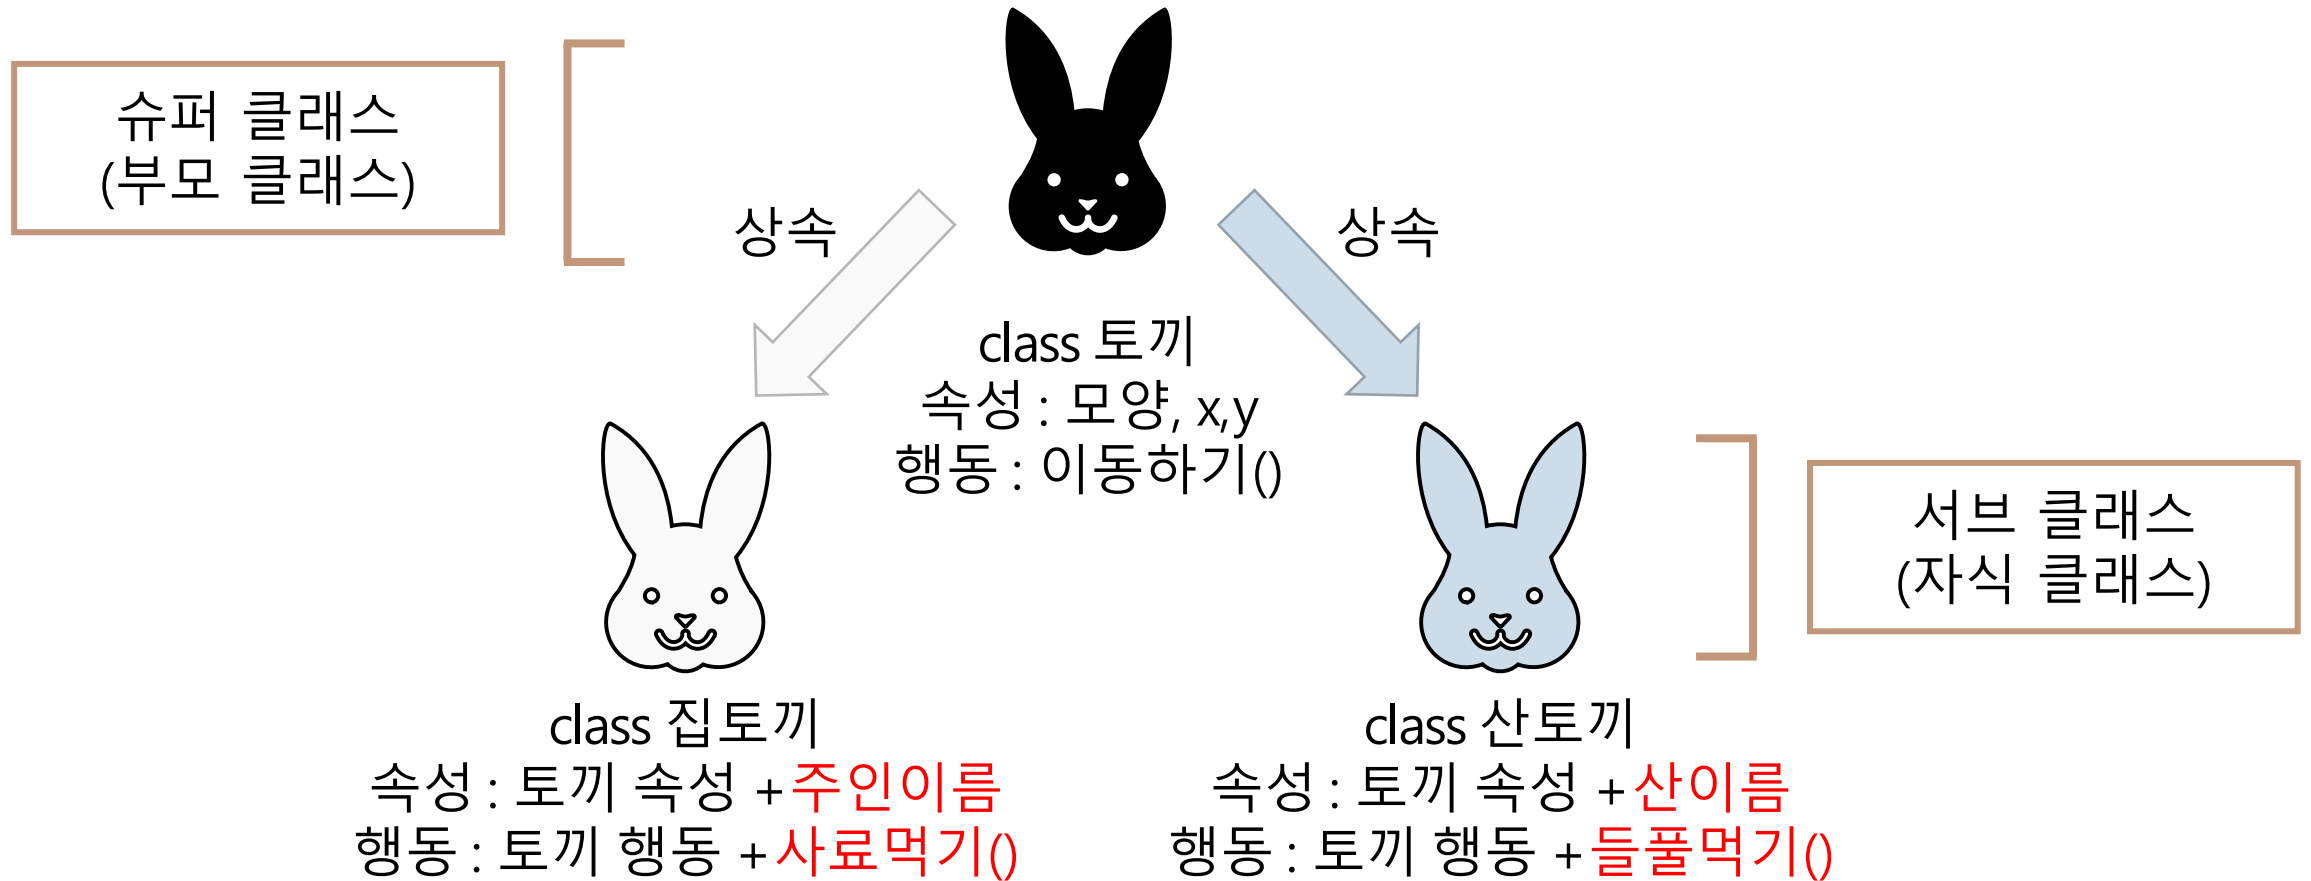 슈퍼 클래스
(부모 클래스)
상속
상속
class 토끼
속성 : 모양, x,y
행동 : 이동하기()
서브 클래스
(자식 클래스)
class 집토끼
속성 : 토끼 속성 +주인이름
행동 : 토끼 행동 +사료먹기()
class 산토끼
속성 : 토끼 속성 +산이름
행동 : 토끼 행동 +들풀먹기()